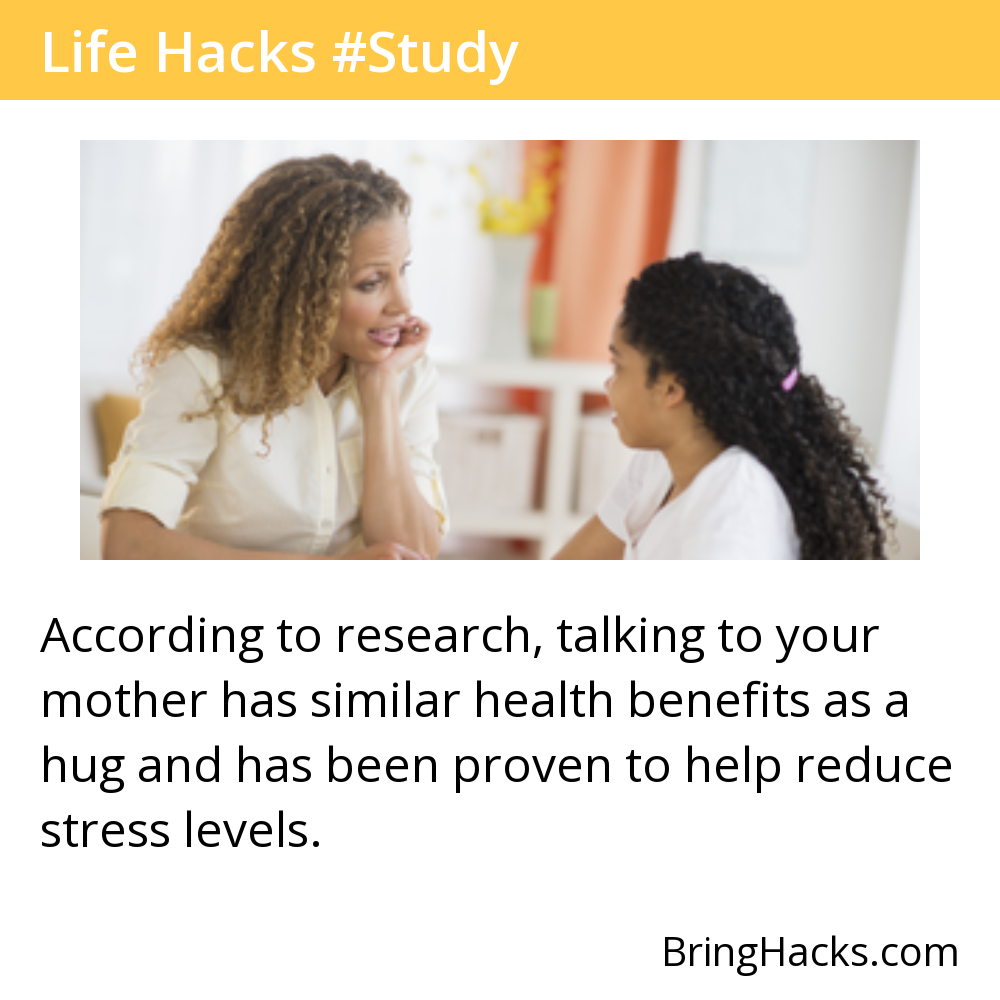 Life Hacks #Study
According to research, talking to your
mother has similar health benefits as a
hug and has been proven to help reduce
stress levels.
BringHacks.com